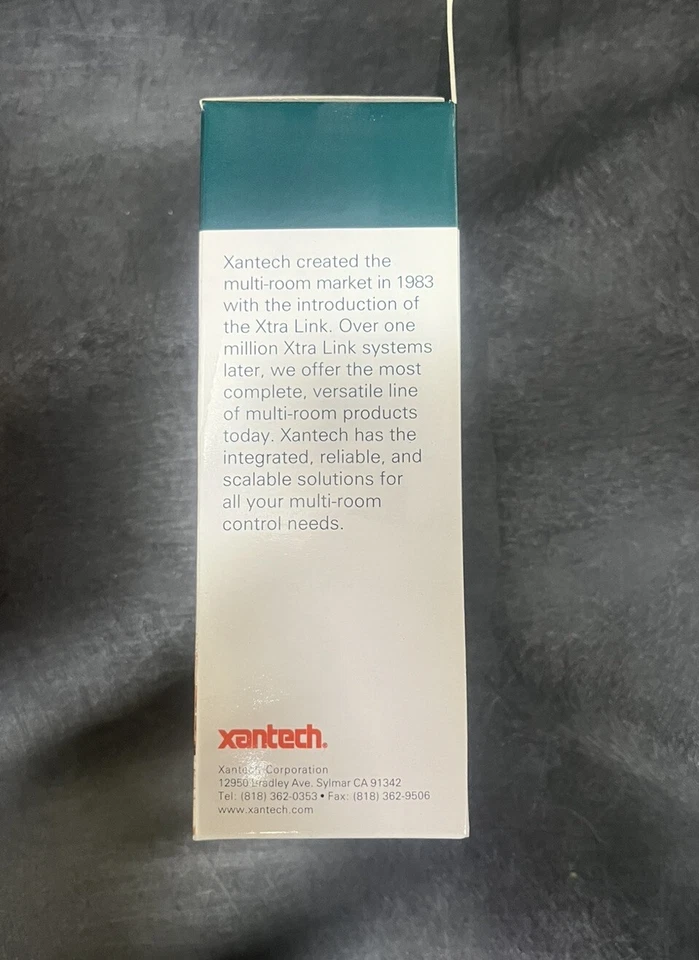 Xantech created the
multi-room market in 1983
with the introduction of
the Xtra Link. Over one
million Xtra Link systems
later, we offer the most
complete, versatile line
of multi-room products
today. Xantech has the
integrated, reliable, and
scalable solutions for
all your multi-room
control needs.
xantech.
Xantech Corporation
12950 Bradley Ave. Sylmar CA 91342
Tel: (818) 362-0353 • Fax: (818) 362-9506
www.xantech.com